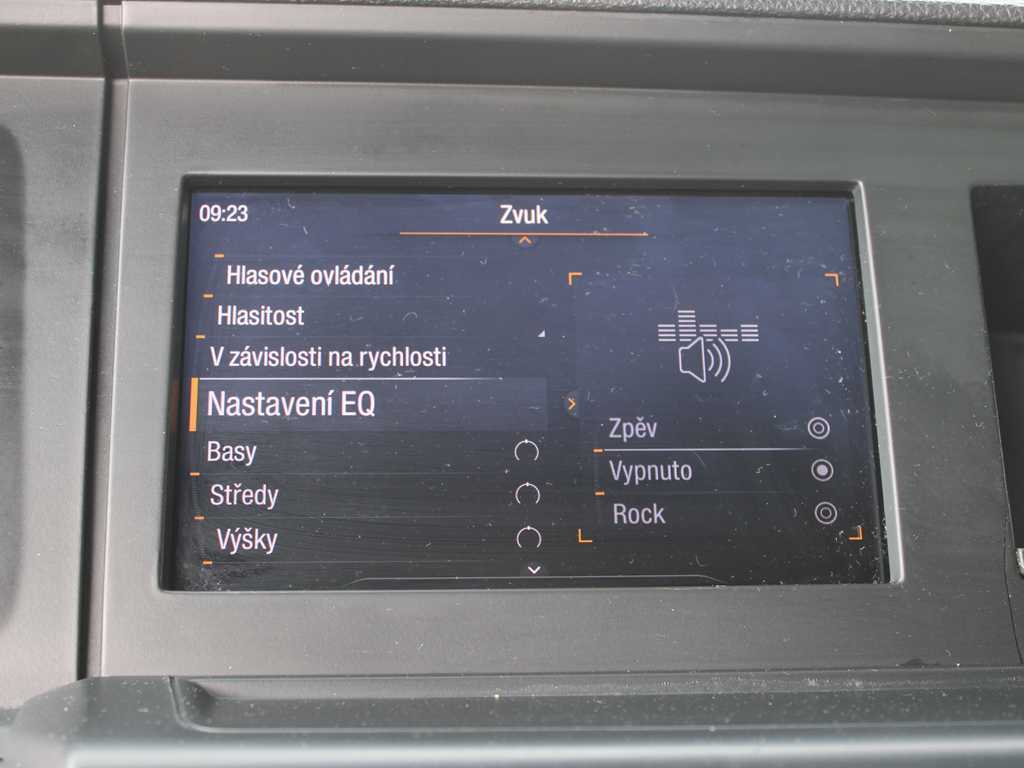 09:23
Zvuk
Hlasové ovládání
Hlasitost
V závislosti na rychlosti
Nastavení EQ
Basy
Středy
Výšky
Zpěv
Vypnuto
Rock